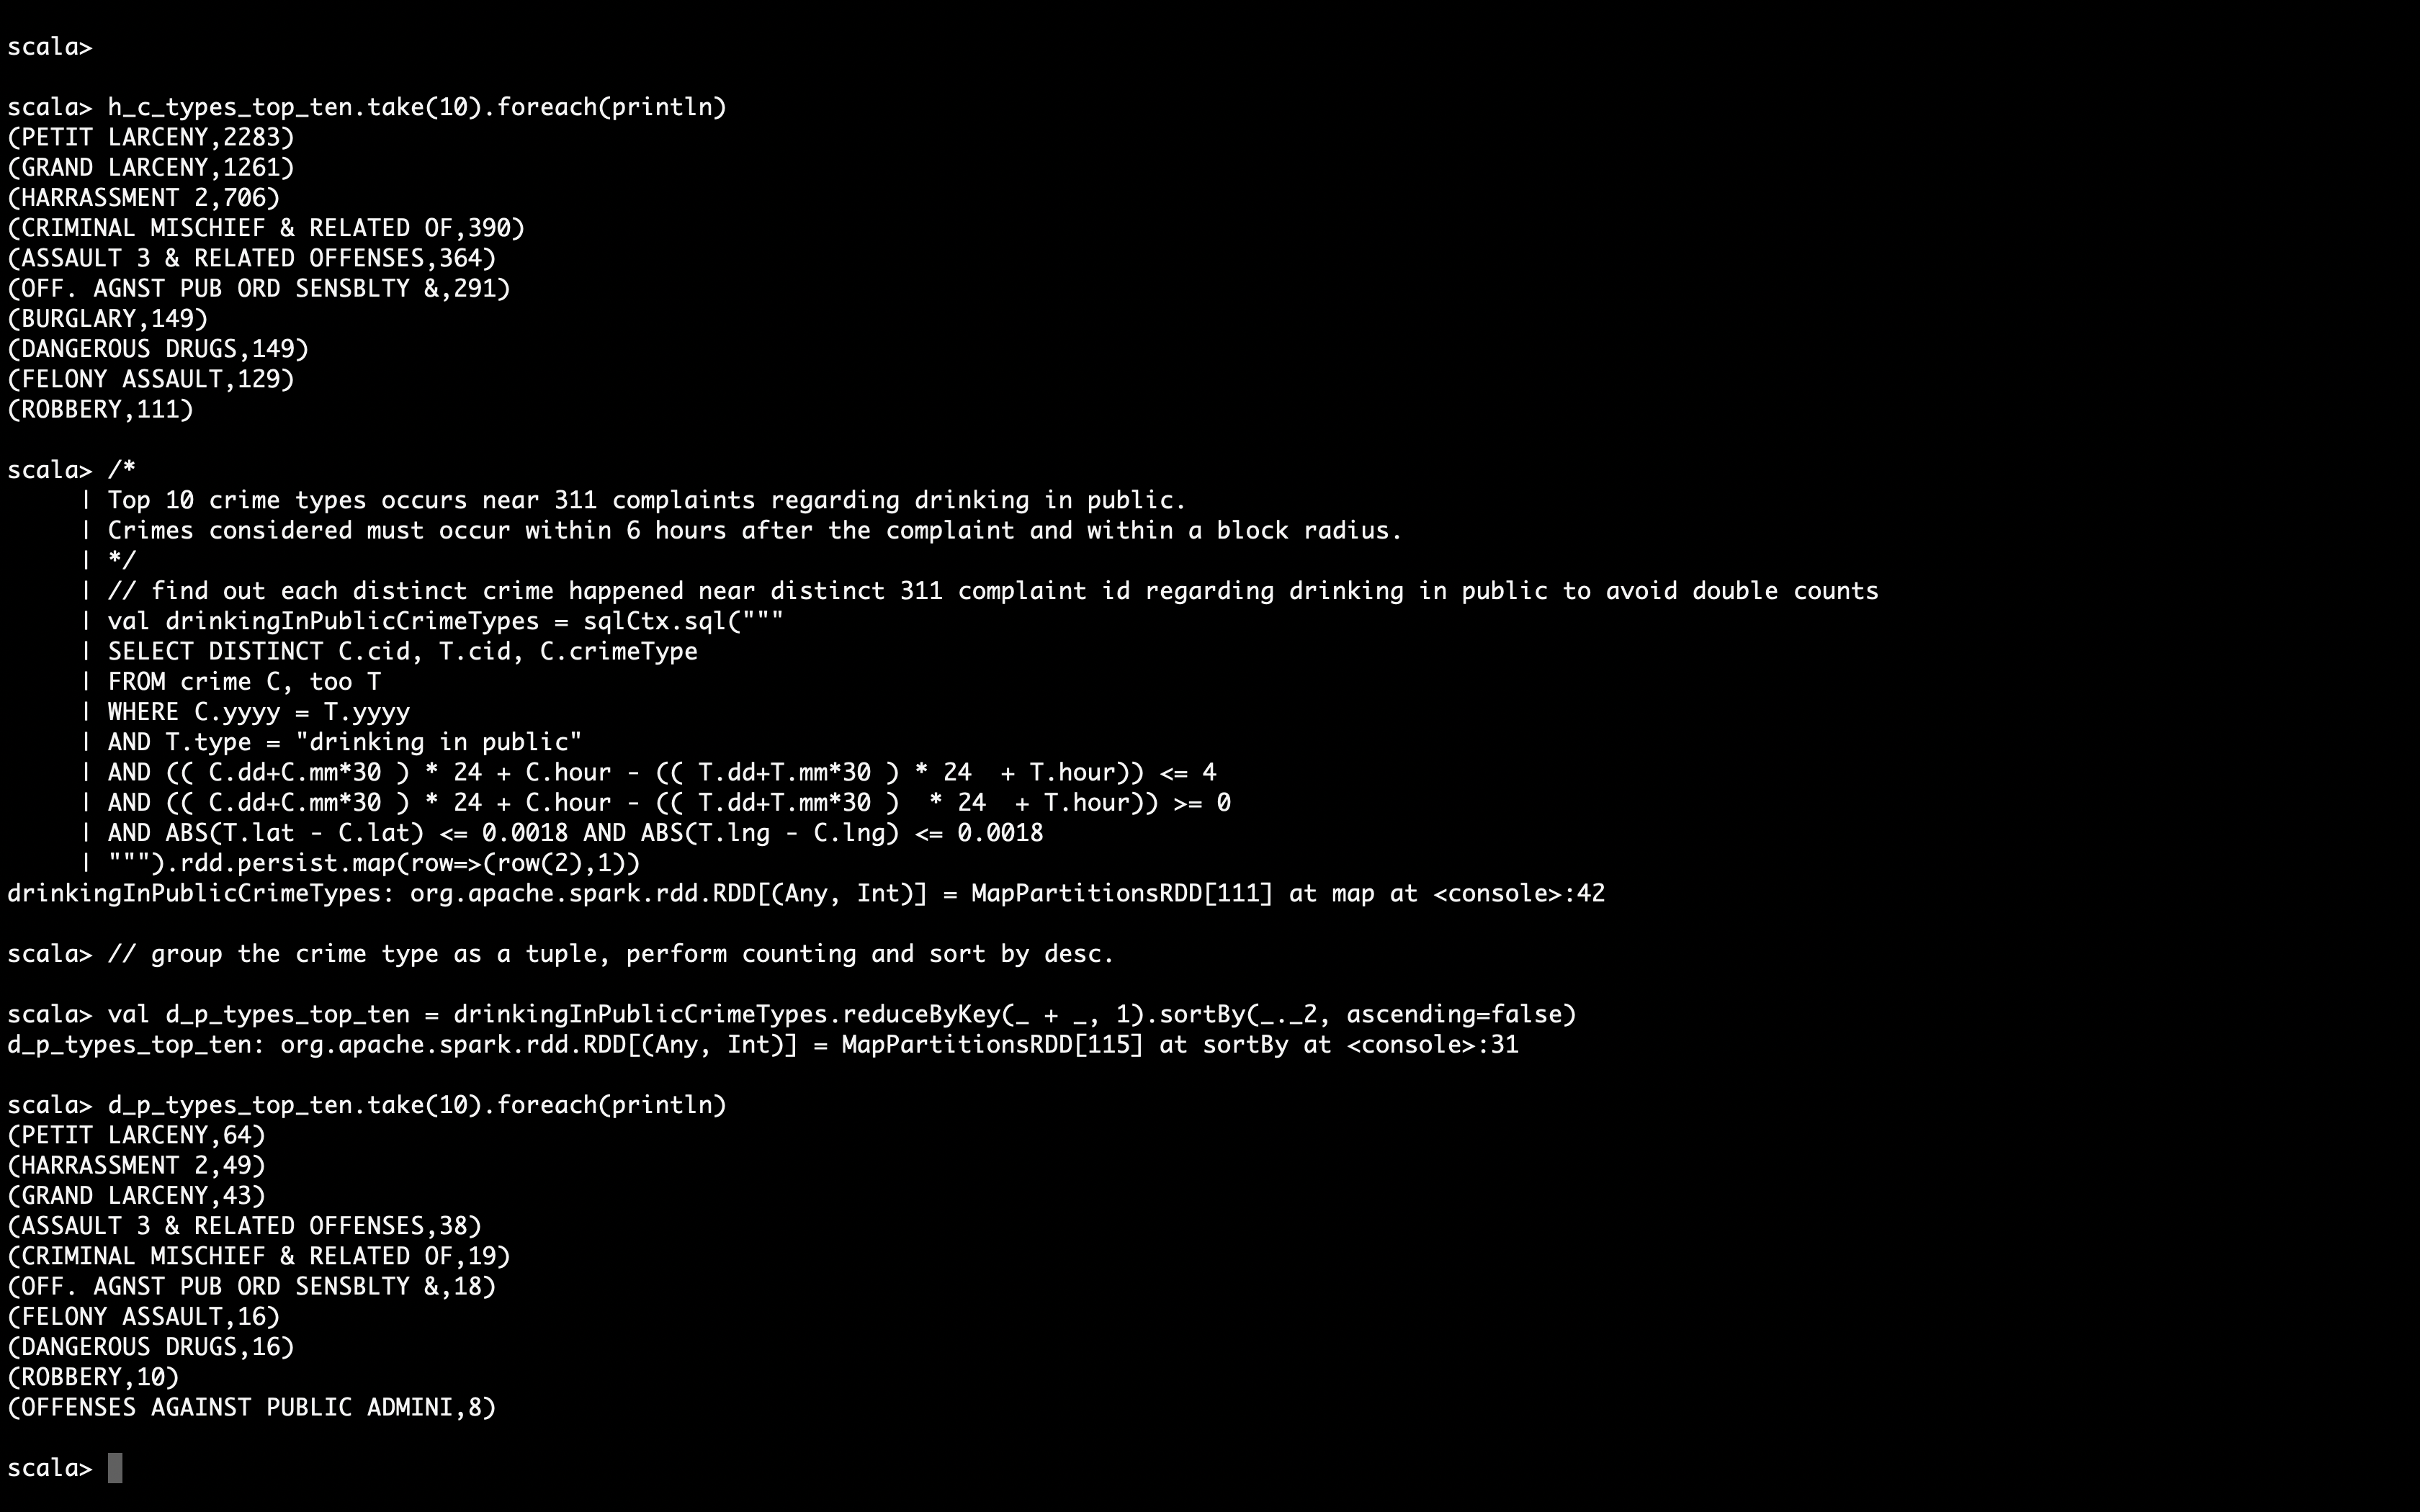 scala>
scala> h_c_types_top_ten.take(10).foreach(println)
(PETIT LARCENY,2283)
(GRAND LARCENY,1261)
(HARRASSMENT 2,706)
(CRIMINAL MISCHIEF & RELATED OF,390)
(ASSAULT 3 & RELATED OFFENSES,364)
(OFF. AGNST PUB ORD SENSBLTY &,291)
(BURGLARY,149)
(DANGEROUS DRUGS,149)
(FELONY ASSAULT,129)
(ROBBERY,111)
scala> /*
| Top 10 crime types occurs near 311 complaints regarding drinking in public.
| Crimes considered must occur within 6 hours after the complaint and within a block radius.
| */
| // find out each distinct crime happened near distinct 311 complaint id regarding drinking in public to avoid double counts
| val drinkingInPublicCrimeTypes = sqlCtx.sql("""
| SELECT DISTINCT C.cid, T.cid, C.crimeType
| FROM crime C, too T
| WHERE C.yyyy = T.yyyy
| AND T.type = "drinking in public"
| AND (( C.dd+C.mm*30 ) * 24 + C.hour - (( T.dd+T.mm*30 ) * 24  + T.hour)) <= 4
| AND (( C.dd+C.mm*30 ) * 24 + C.hour - (( T.dd+T.mm*30 )  * 24  + T.hour)) >= 0
| AND ABS(T.lat - C.lat) <= 0.0018 AND ABS(T.lng - C.lng) <= 0.0018
| """).rdd.persist.map(row=>(row(2),1))
drinkingInPublicCrimeTypes: org.apache.spark.rdd.RDD[(Any, Int)] = MapPartitionsRDD[111] at map at <console>:42
scala> // group the crime type as a tuple, perform counting and sort by desc.
scala> val d_p_types_top_ten = drinkingInPublicCrimeTypes.reduceByKey(_ + _, 1).sortBy(_._2, ascending=false)
d_p_types_top_ten: org.apache.spark.rdd.RDD[(Any, Int)] = MapPartitionsRDD[115] at sortBy at <console>:31
scala> d_p_types_top_ten.take(10).foreach(println)
(PETIT LARCENY,64)
(HARRASSMENT 2,49)
(GRAND LARCENY,43)
(ASSAULT 3 & RELATED OFFENSES,38)
(CRIMINAL MISCHIEF & RELATED OF,19)
(OFF. AGNST PUB ORD SENSBLTY &,18)
(FELONY ASSAULT,16)
(DANGEROUS DRUGS,16)
(ROBBERY,10)
(OFFENSES AGAINST PUBLIC ADMINI,8)
scala>